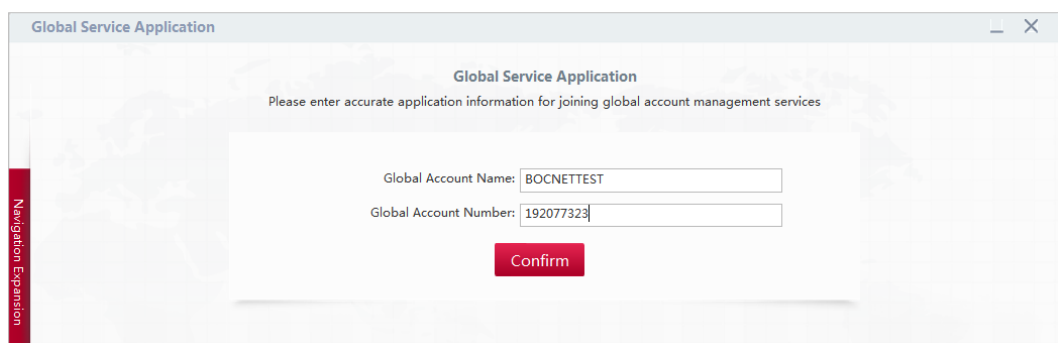 Global Service Application
Global Service Application
Please enter accurate application information for joining global account management services
Global Account Name: BOCNETTEST
Global Account Number: 192077323
Confirm
Navigation Expansion